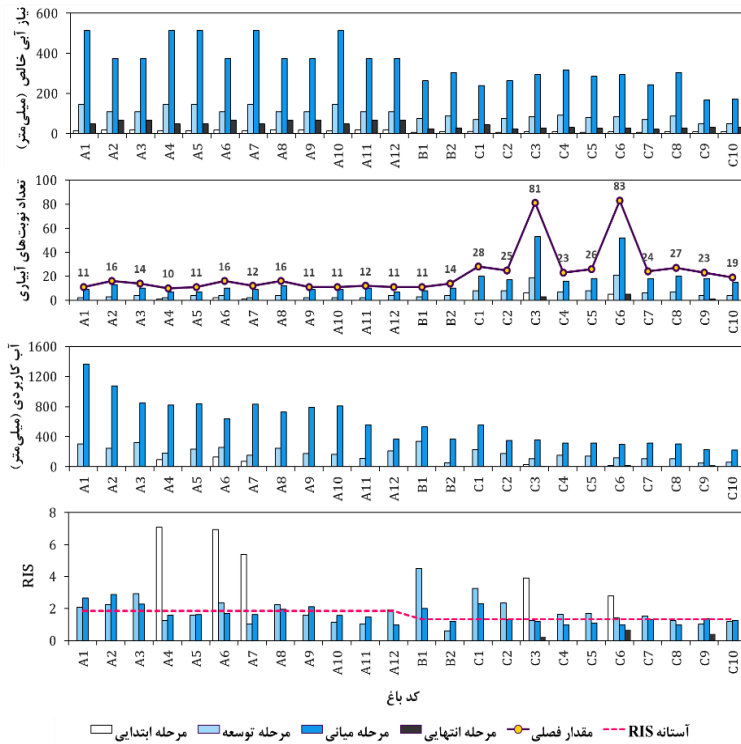 نیاز آبی خالص (میلی‌متر)
600
400
200
0
A1 A2 A3 A4 A5 A6 A7 A8 A9 A10 A11 A12 B1 B2 C1 C2 C3 C4 C5 C6 C7 C8 C9 C10
تعداد نوبت‌های آبیاری
100
80
60
40
20
0
11 16 14 10 11 16 12 16 11 11 12 11 11 14 28 25 81 23 26 83 24 27 23 19
A1 A2 A3 A4 A5 A6 A7 A8 A9 A10 A11 A12 B1 B2 C1 C2 C3 C4 C5 C6 C7 C8 C9 C10
آب کاربردی (میلی‌متر)
1600
1200
800
400
0
A1 A2 A3 A4 A5 A6 A7 A8 A9 A10 A11 A12 B1 B2 C1 C2 C3 C4 C5 C6 C7 C8 C9 C10
RIS
8
6
4
2
0
A1 A2 A3 A4 A5 A6 A7 A8 A9 A10 A11 A12 B1 B2 C1 C2 C3 C4 C5 C6 C7 C8 C9 C10
کد باغ
آستانه RIS مقدار فصلی مرحله انتهایی مرحله میانی مرحله توسعه مرحله ابتدایی